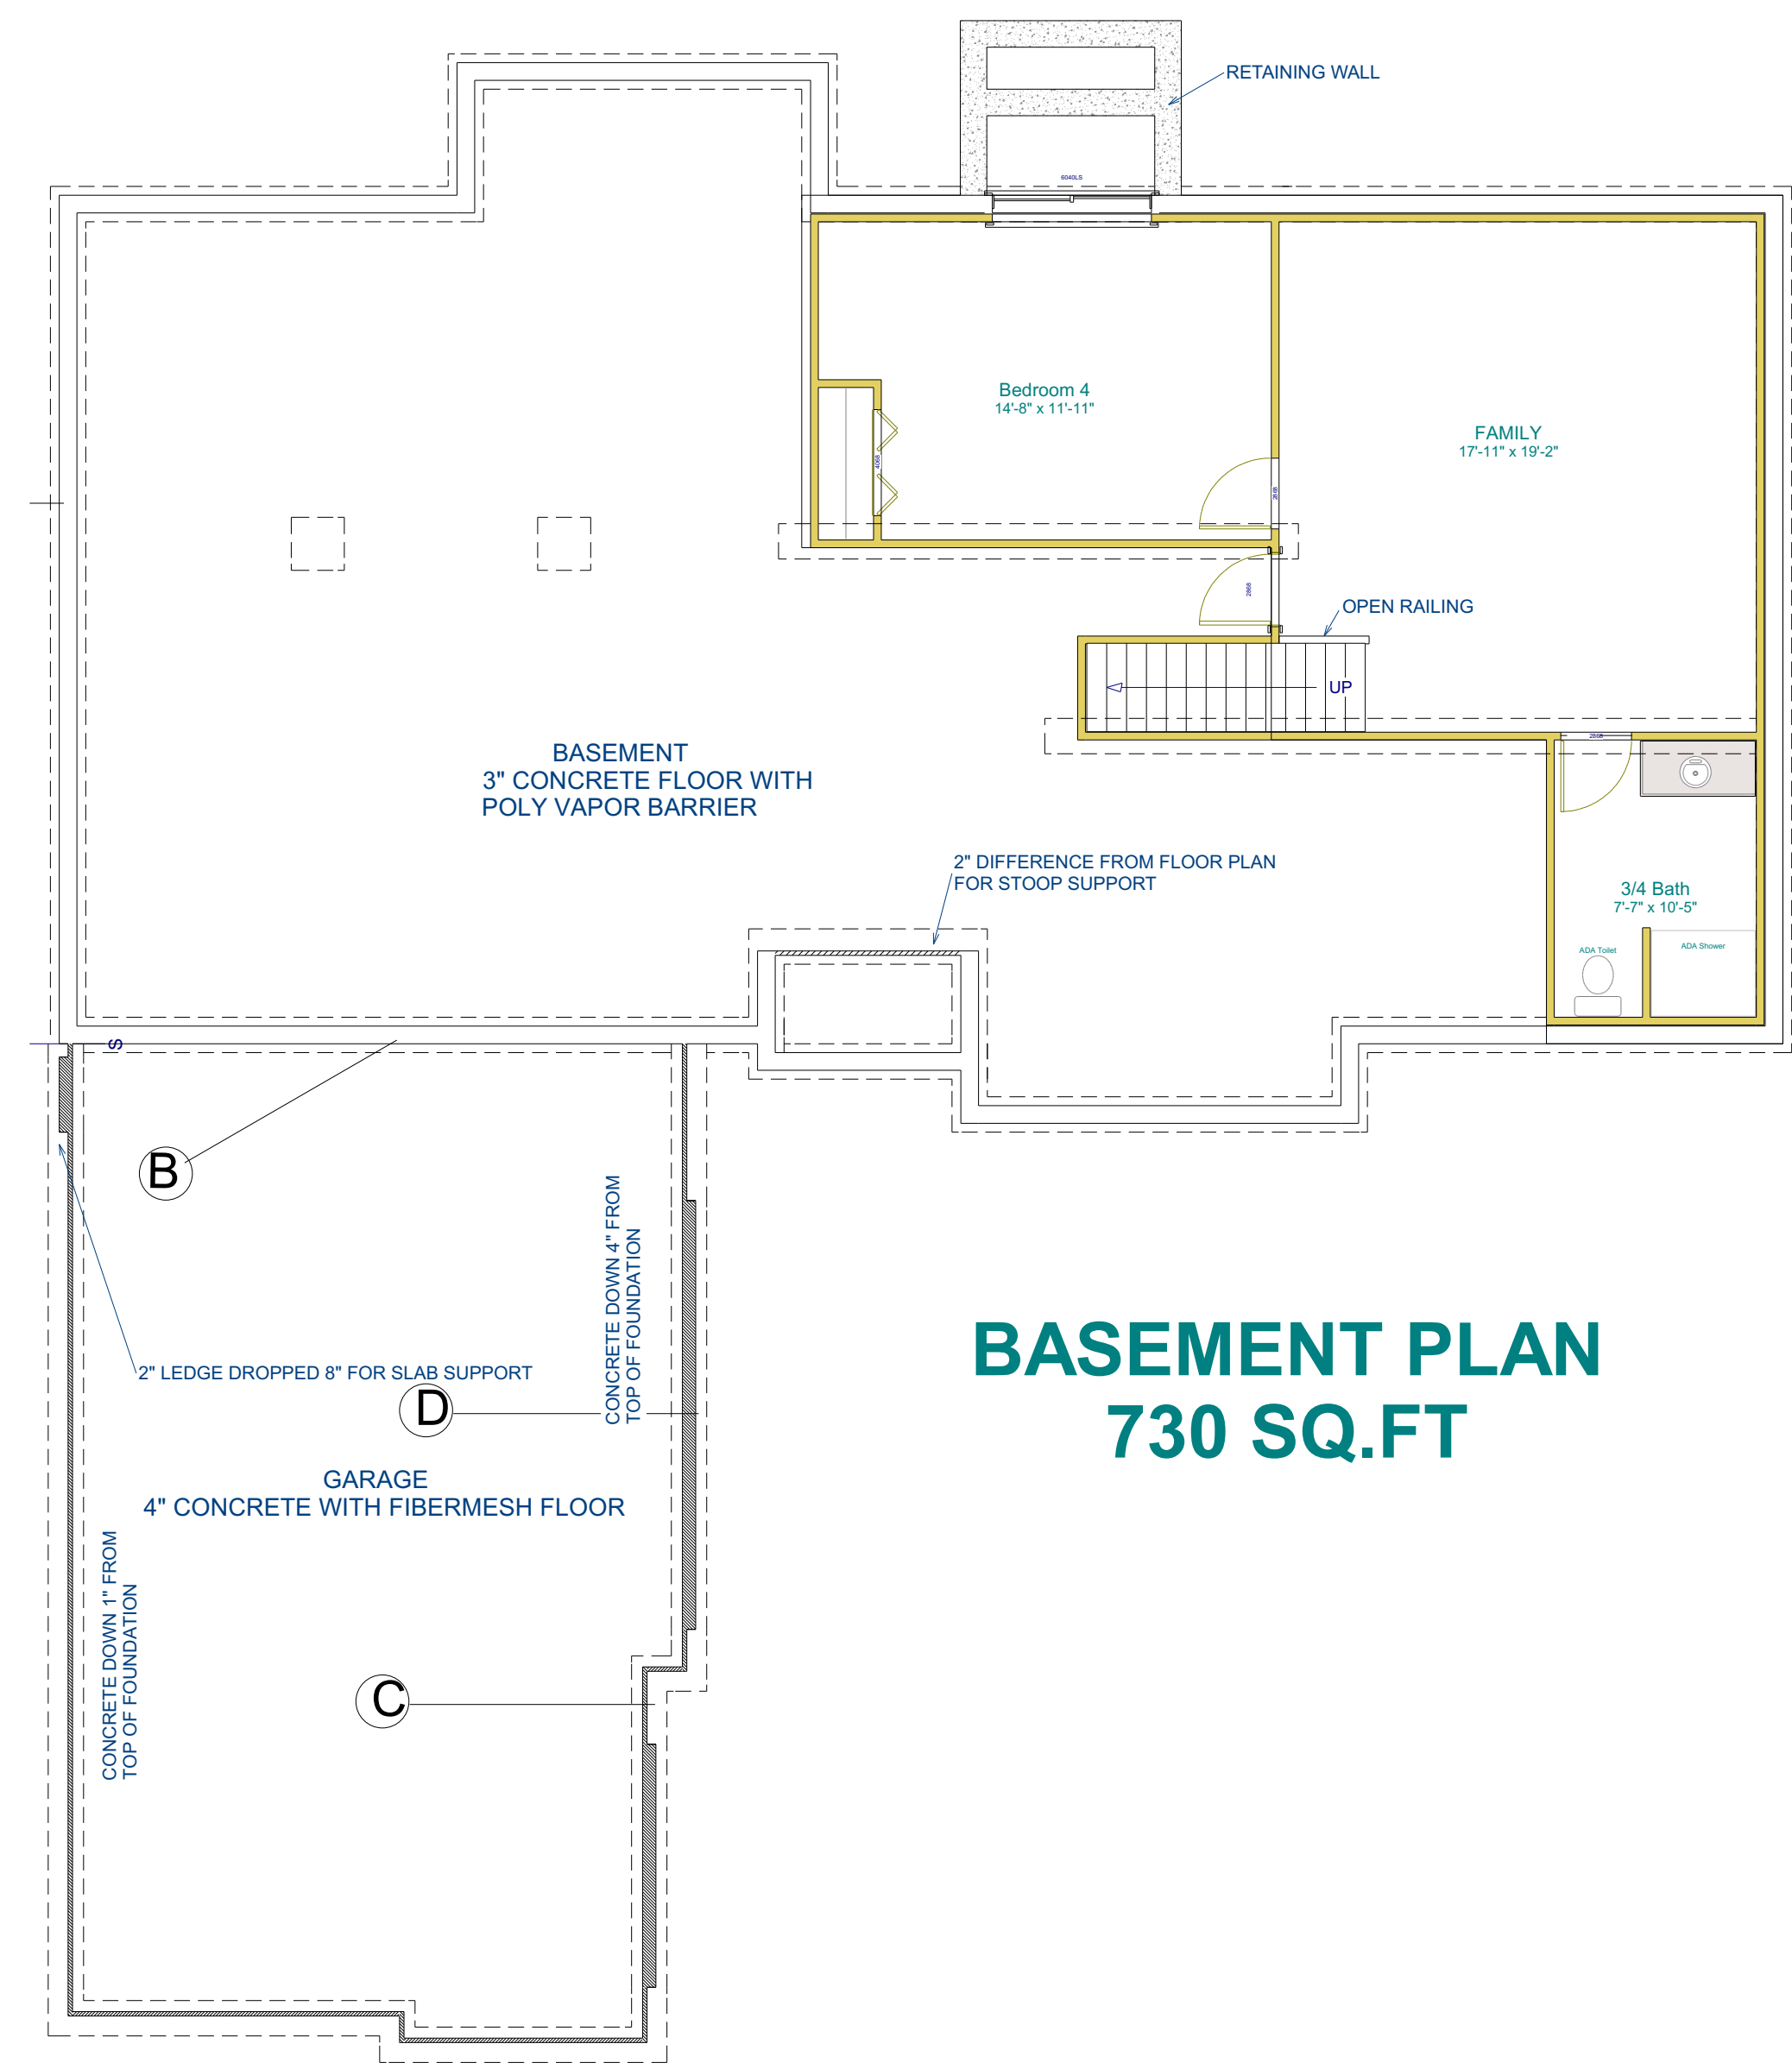 RETAINING WALL
6040LS
Bedroom 4
14'-8" x 11'-11"
FAMILY
17'-11" x 19'-2"
4068
2868
2868
OPEN RAILING
UP
2868
BASEMENT
3" CONCRETE FLOOR WITH
POLY VAPOR BARRIER
2" DIFFERENCE FROM FLOOR PLAN
FOR STOOP SUPPORT
3/4 Bath
7'-7" x 10'-5"
ADA Toilet
ADA Shower
S
B
CONCRETE DOWN 4" FROM
TOP OF FOUNDATION
2" LEDGE DROPPED 8" FOR SLAB SUPPORT
D
BASEMENT PLAN
730 SQ.FT
GARAGE
4" CONCRETE WITH FIBERMESH FLOOR
CONCRETE DOWN 1" FROM
TOP OF FOUNDATION
C